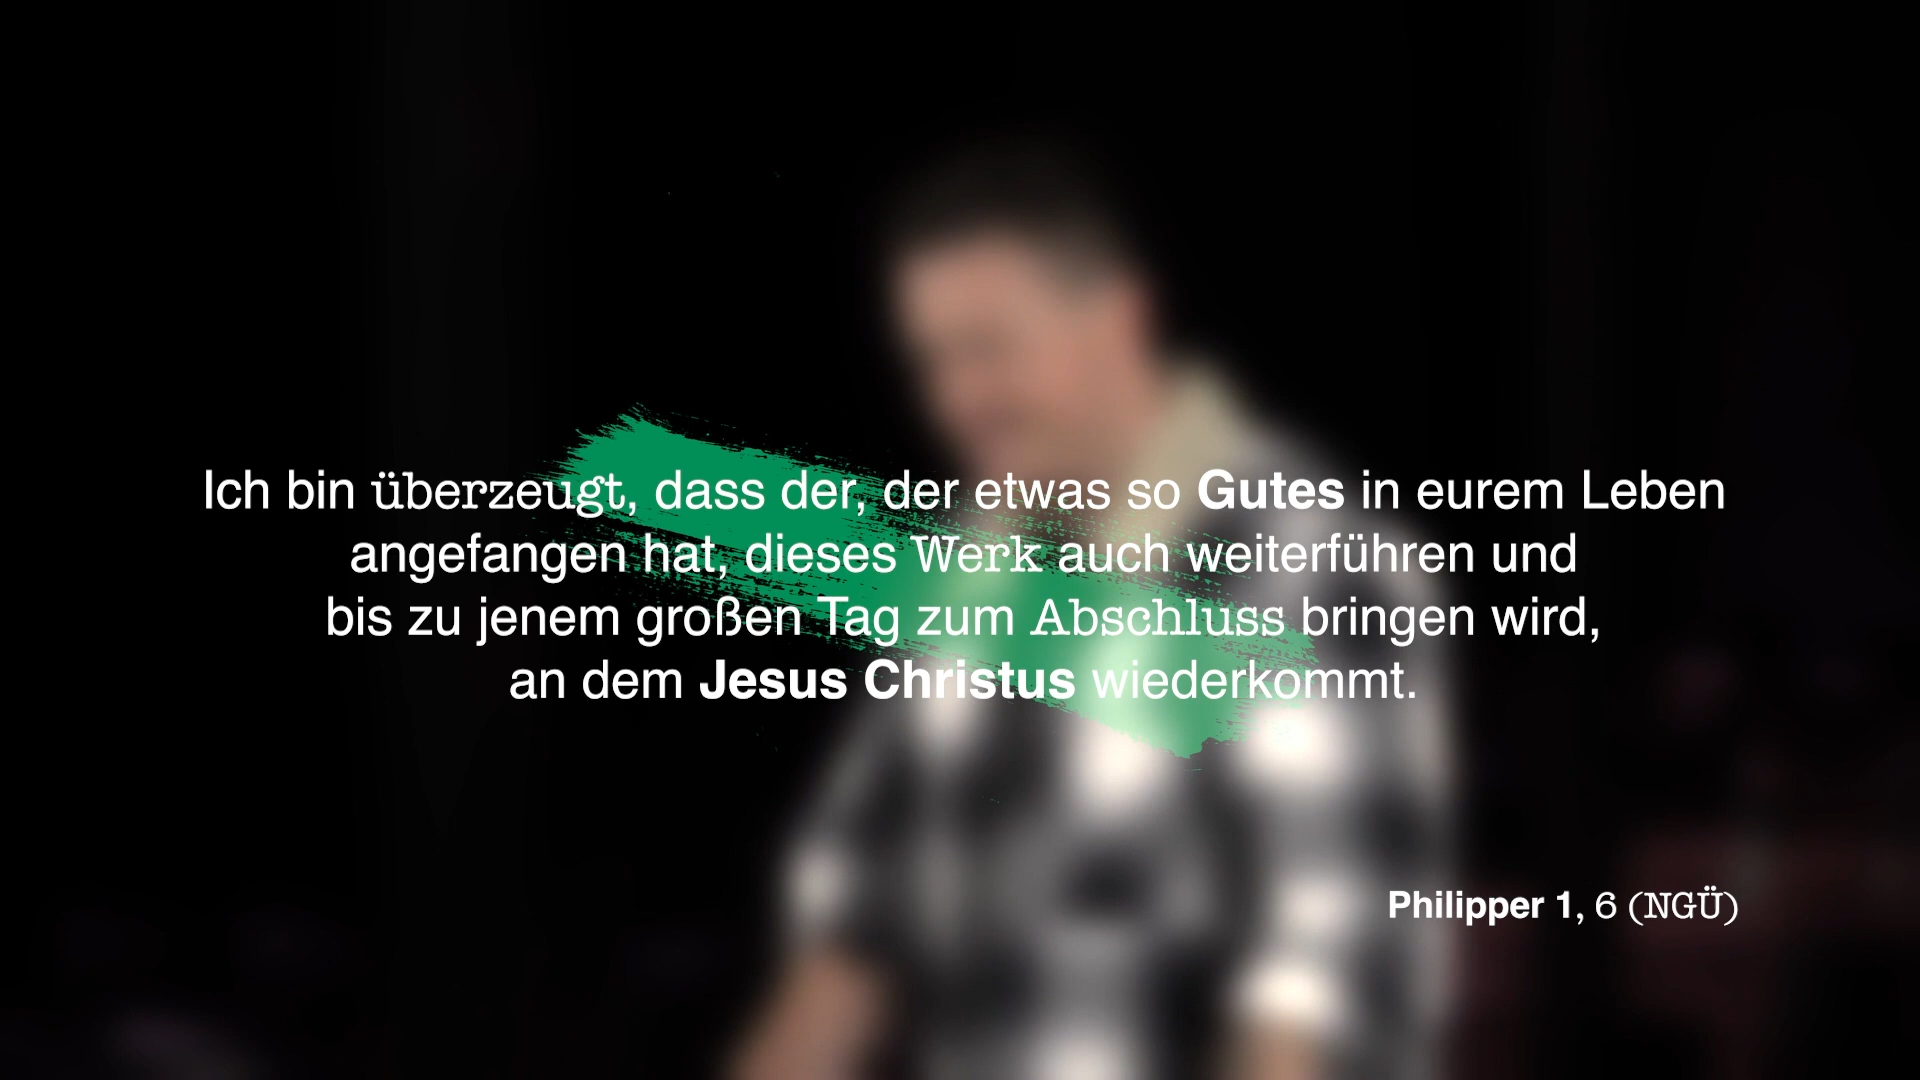 Ich bin überzeugt, dass der, der etwas so Gutes in eurem Leben
angefangen hat, dieses Werk auch weiterführen und
bis zu jenem großen Tag zum Abschluss bringen wird,
an dem Jesus Christus wiederkommt.
Philipper 1, 6 (NGÜ)